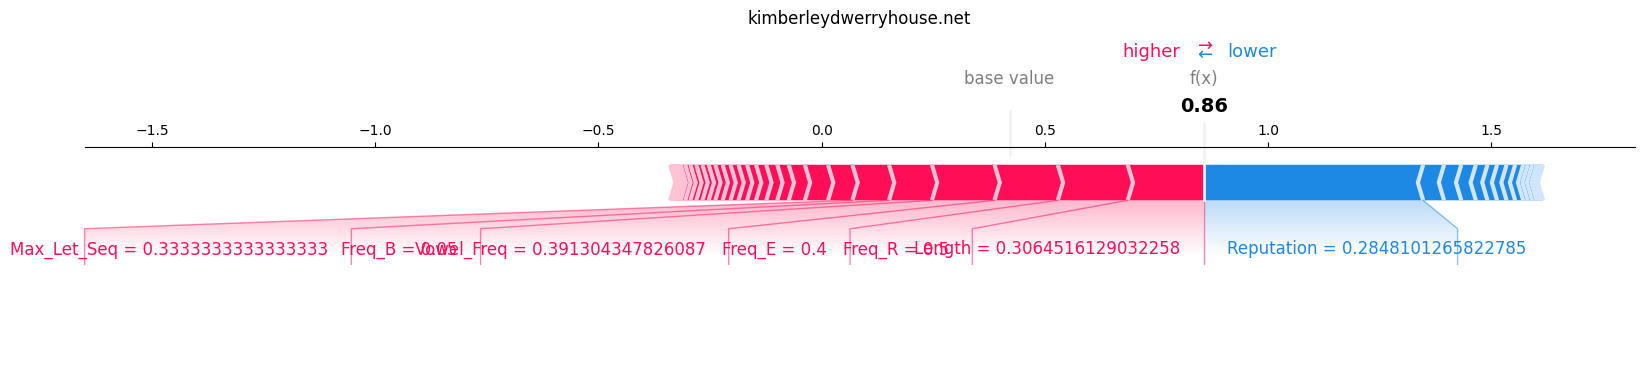 kimberleydwerryhouse.net
higher ⇄ lower
base value f(x)
0.86
−1.5 −1.0 −0.5 0.0 0.5 1.0 1.5
Max_Let_Seq = 0.3333333333333333 Freq_B = 0.05 Vowel_Freq = 0.391304347826087 Freq_E = 0.4 Freq_R = 0.5 Length = 0.3064516129032258 Reputation = 0.2848101265822785